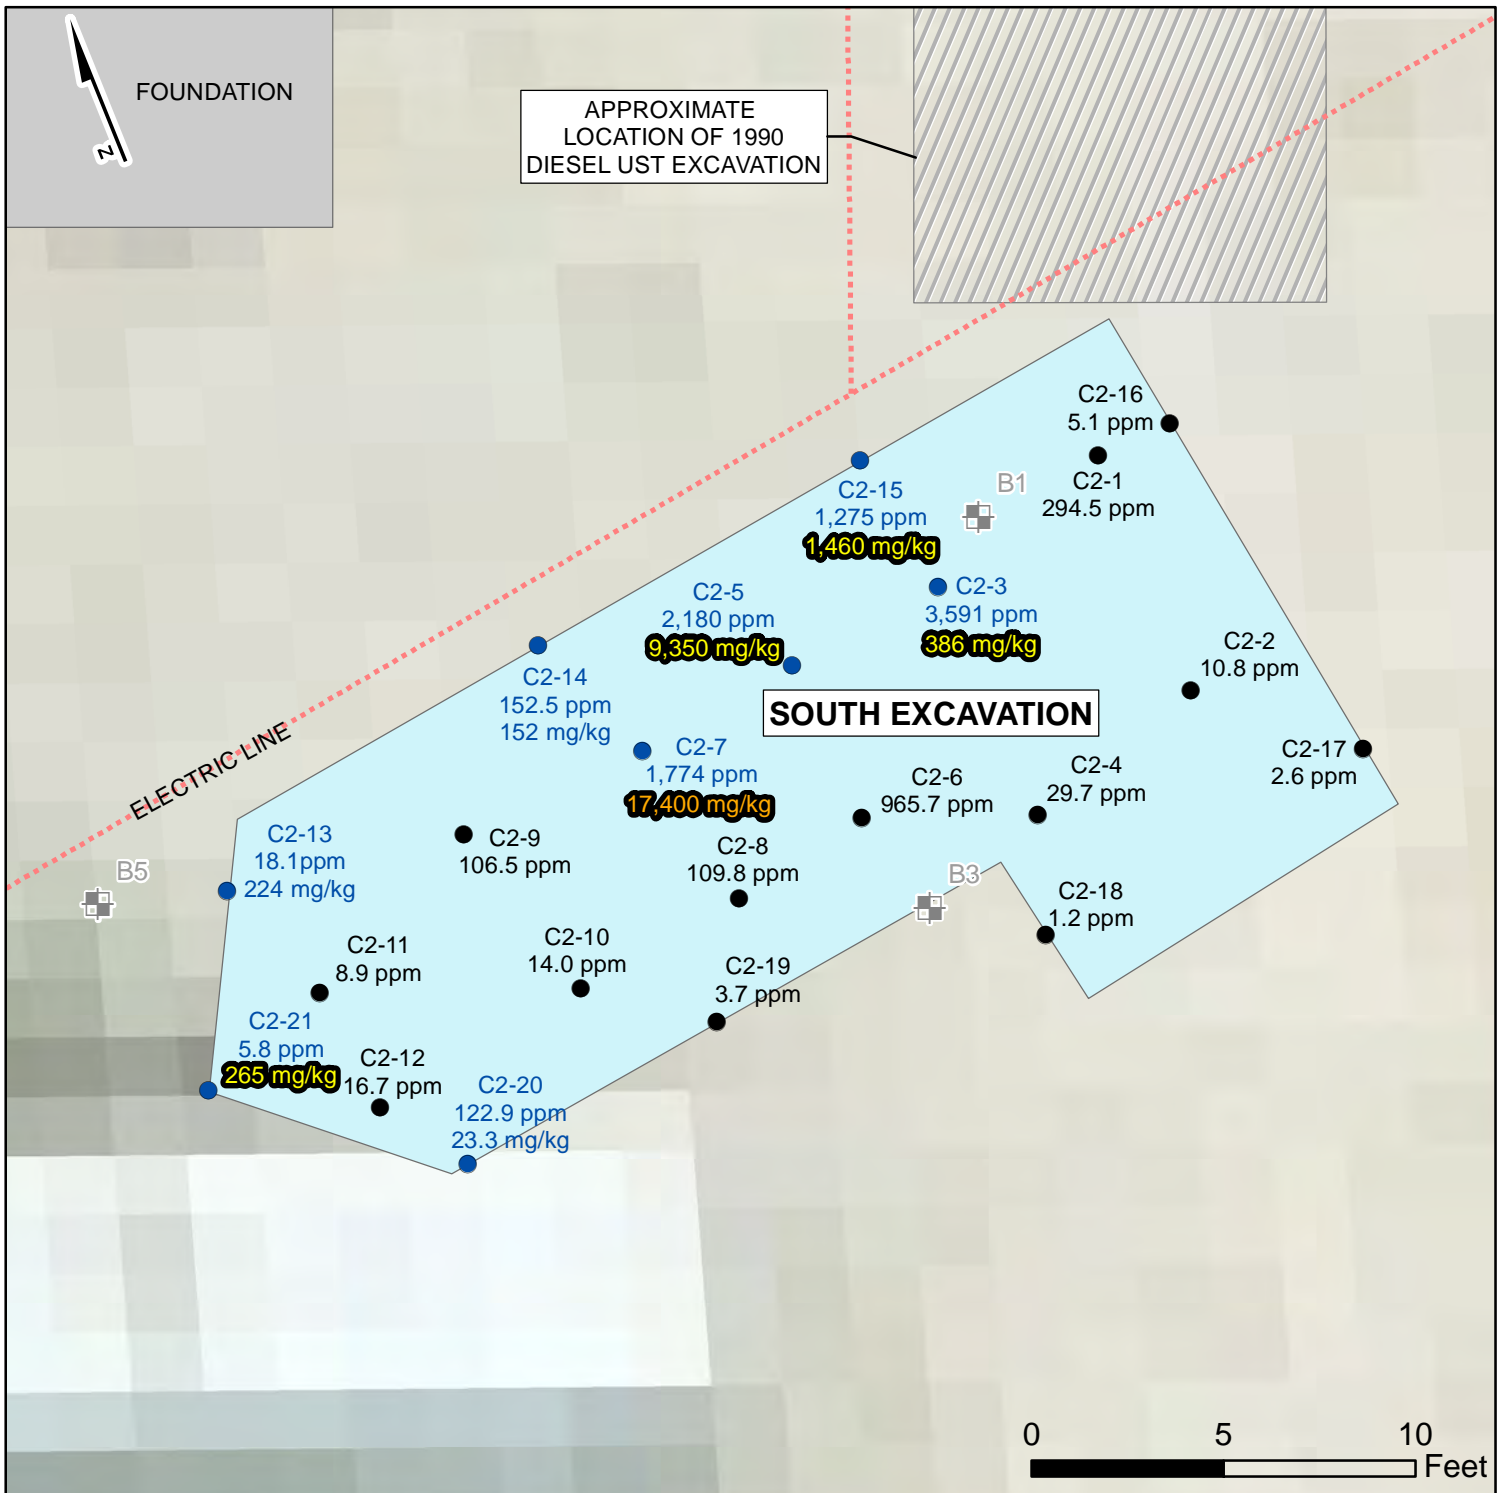 FOUNDATION
N
APPROXIMATE
LOCATION OF 1990
DIESEL UST EXCAVATION
C2-16
5.1 ppm
C2-1
294.5 ppm
B1
C2-15
1,275 ppm
1,460 mg/kg
C2-3
3,591 ppm
386 mg/kg
C2-5
2,180 ppm
9,350 mg/kg
C2-2
10.8 ppm
C2-14
152.5 ppm
152 mg/kg
SOUTH EXCAVATION
C2-7
1,774 ppm
17,400 mg/kg
C2-17
2.6 ppm
C2-6
965.7 ppm
C2-4
29.7 ppm
ELECTRIC LINE
C2-13
18.1ppm
224 mg/kg
C2-9
106.5 ppm
C2-8
109.8 ppm
B5
B3
C2-18
1.2 ppm
C2-11
8.9 ppm
C2-10
14.0 ppm
C2-19
3.7 ppm
C2-21
5.8 ppm
265 mg/kg
C2-12
16.7 ppm
C2-20
122.9 ppm
23.3 mg/kg
0 5 10
Feet